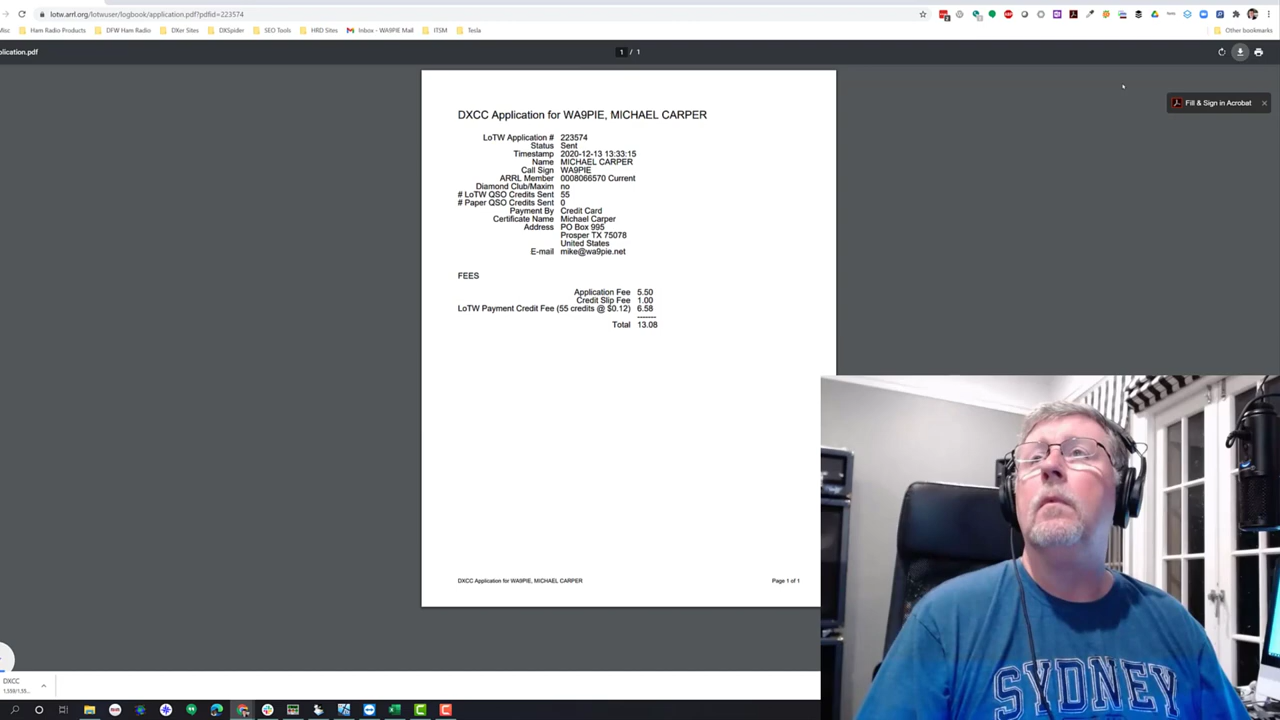 lotw.arrl.org/lotwuser/logbook/application.pdf?pdfid=223574
Misc Ham Radio Products DFW Ham Radio DXer Sites DXSpider SEO Tools HRD Sites Inbox - WA9PIE Mail ITSM Tesla Other bookmarks
plication.pdf 1 / 1
Fill & Sign in Acrobat
DXCC Application for WA9PIE, MICHAEL CARPER
LoTW Application # 223574
Status Sent
Timestamp 2020-12-13 13:33:15
Name MICHAEL CARPER
Call Sign WA9PIE
ARRL Member 0008066570 Current
Diamond Club/Maxim no
# LoTW QSO Credits Sent 55
# Paper QSO Credits Sent 0
Payment By Credit Card
Certificate Name Michael Carper
Address PO Box 995
Prosper TX 75078
United States
E-mail mike@wa9pie.net
FEES
Application Fee 5.50
Credit Slip Fee 1.00
LoTW Payment Credit Fee (55 credits @ $0.12) 6.58
-------
Total 13.08
DXCC Application for WA9PIE, MICHAEL CARPER Page 1 of 1
SYDNEY
DXCC